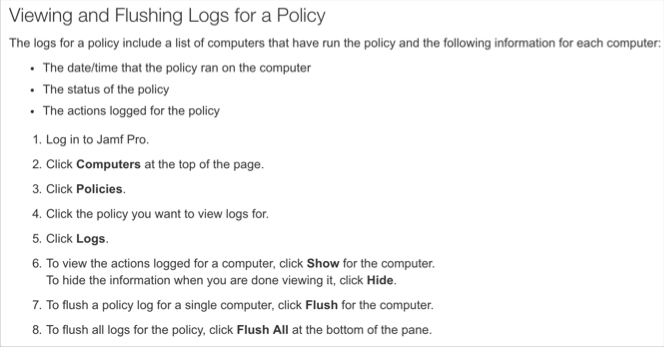 Viewing and Flushing Logs for a Policy
The logs for a policy include a list of computers that have run the policy and the following information for each computer:
• The date/time that the policy ran on the computer
• The status of the policy
• The actions logged for the policy
1. Log in to Jamf Pro.
2. Click Computers at the top of the page.
3. Click Policies.
4. Click the policy you want to view logs for.
5. Click Logs.
6. To view the actions logged for a computer, click Show for the computer.
To hide the information when you are done viewing it, click Hide.
7. To flush a policy log for a single computer, click Flush for the computer.
8. To flush all logs for the policy, click Flush All at the bottom of the pane.